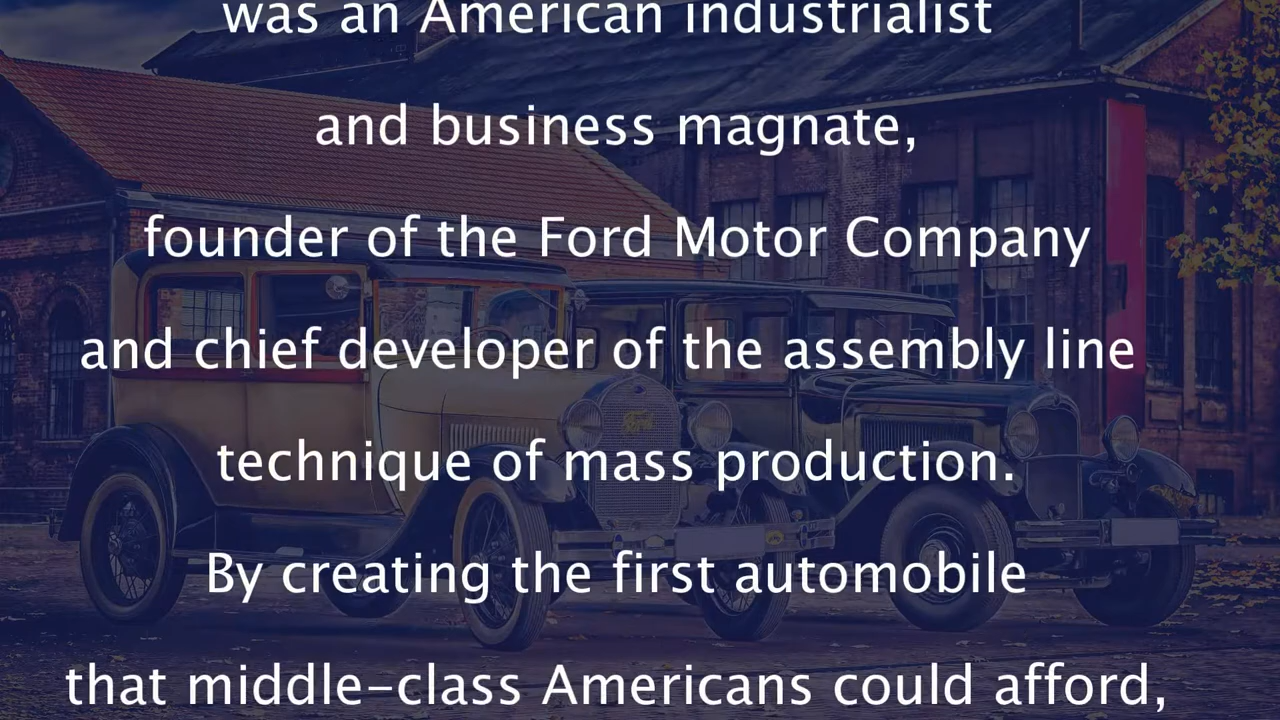 was an American industrialist
and business magnate,
founder of the Ford Motor Company
and chief developer of the assembly line
technique of mass production.
By creating the first automobile
that middle-class Americans could afford,